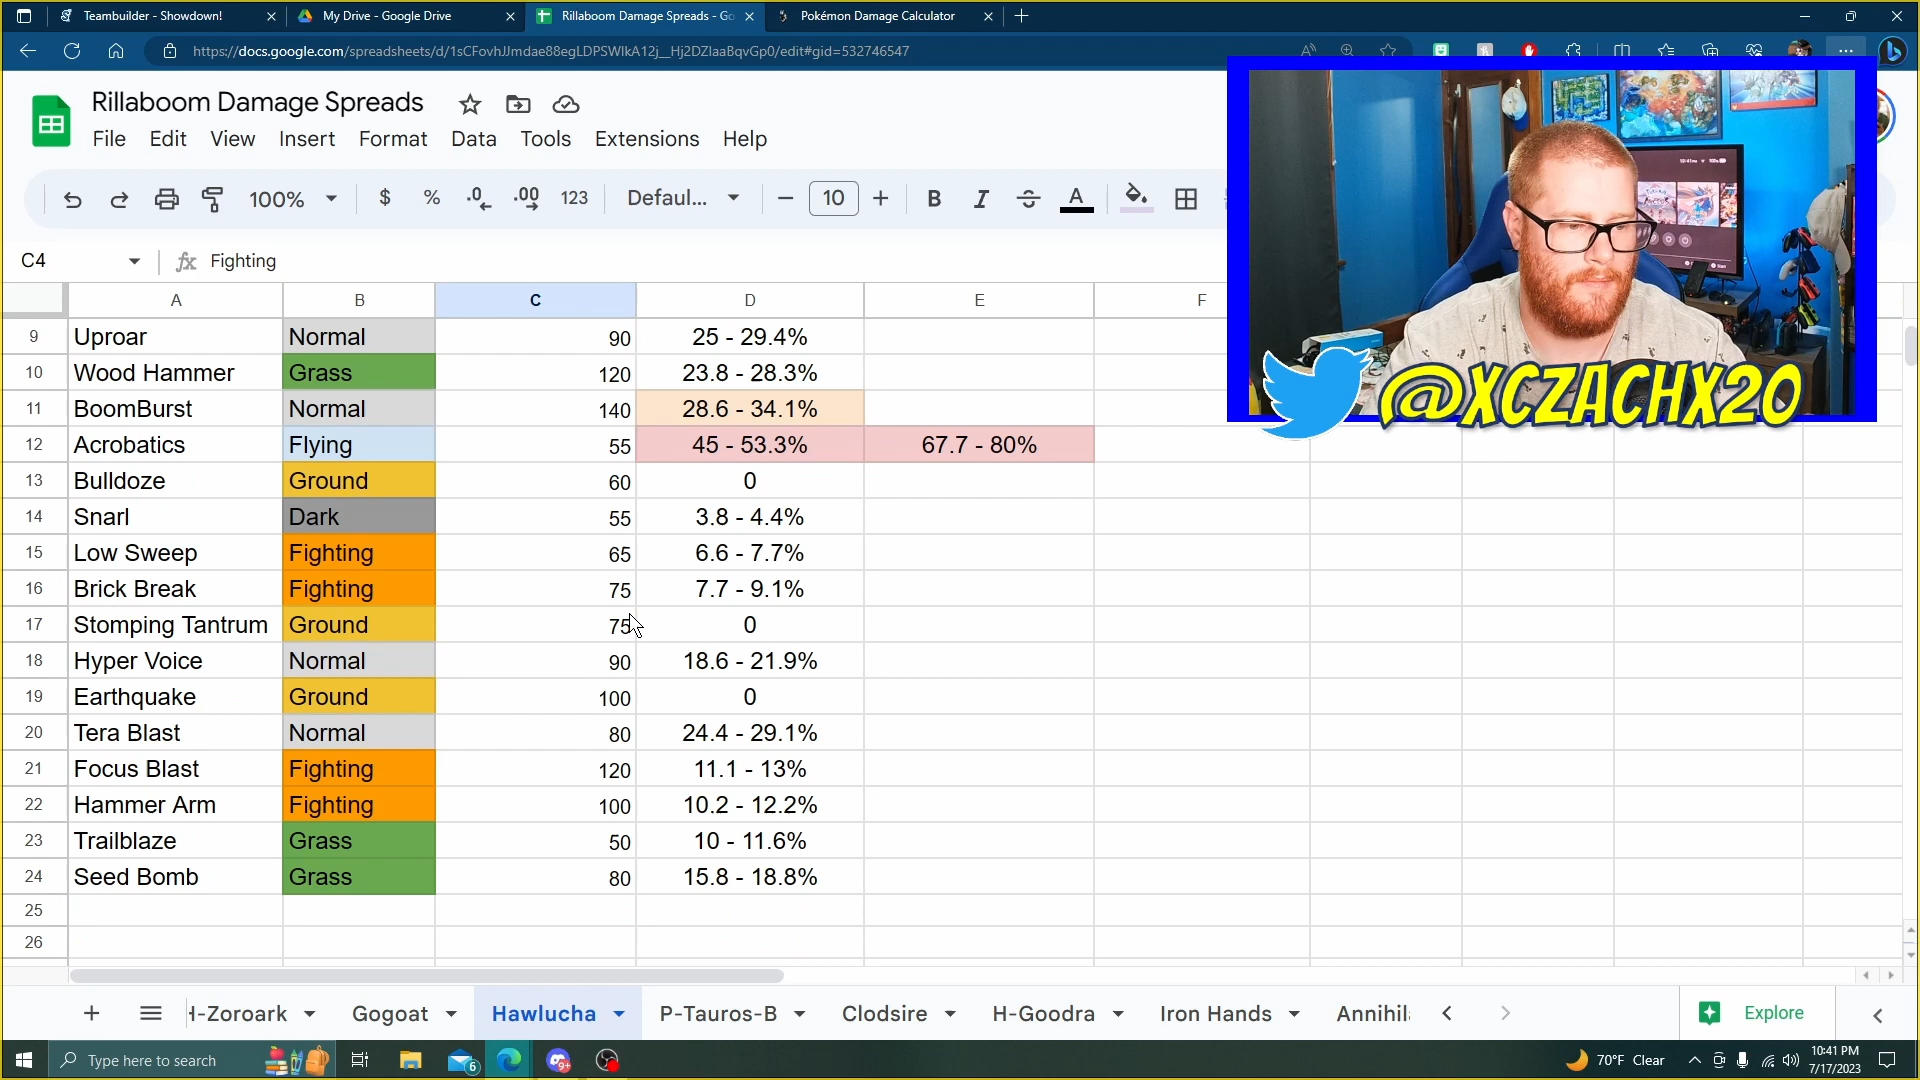 Teambuilder - Showdown!
My Drive - Google Drive
Rillaboom Damage Spreads - Go
Pokémon Damage Calculator
Rillaboom Damage Spreads
File Edit View Insert Format Data Tools Extensions Help
100% $ % .0 .00 123 Defaul... 10 B I A
C4 fx Fighting
A B C D E F
9 Uproar Normal 90 25 - 29.4%
10 Wood Hammer Grass 120 23.8 - 28.3%
11 BoomBurst Normal 140 28.6 - 34.1%
12 Acrobatics Flying 55 45 - 53.3% 67.7 - 80%
13 Bulldoze Ground 60 0
14 Snarl Dark 55 3.8 - 4.4%
15 Low Sweep Fighting 65 6.6 - 7.7%
16 Brick Break Fighting 75 7.7 - 9.1%
17 Stomping Tantrum Ground 75 0
18 Hyper Voice Normal 90 18.6 - 21.9%
19 Earthquake Ground 100 0
20 Tera Blast Normal 80 24.4 - 29.1%
21 Focus Blast Fighting 120 11.1 - 13%
22 Hammer Arm Fighting 100 10.2 - 12.2%
23 Trailblaze Grass 50 10 - 11.6%
24 Seed Bomb Grass 80 15.8 - 18.8%
25
26
@XCZACHX20
H-Zoroark Gogoat Hawlucha P-Tauros-B Clodsire H-Goodra Iron Hands Annihil
Explore
Type here to search
6
9+
70°F Clear
10:41 PM
7/17/2023